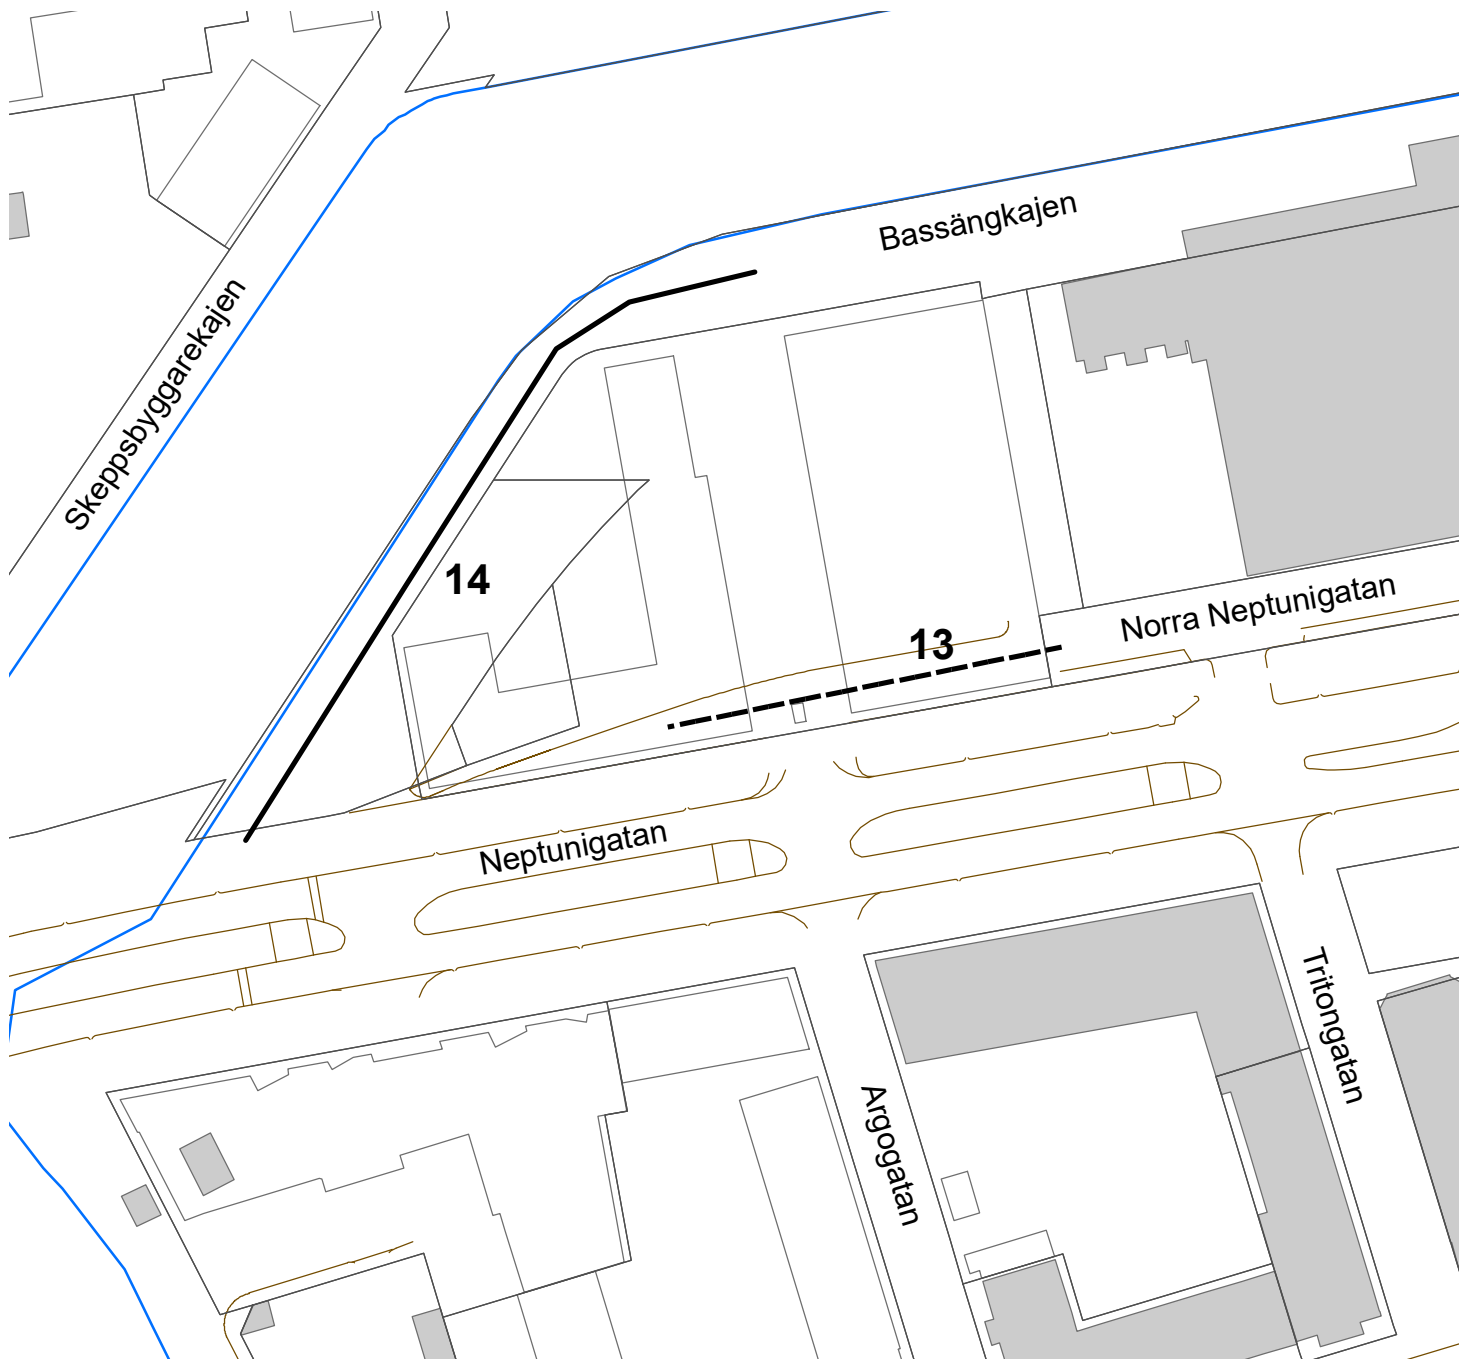 Bassängkajen
Skeppsbyggarekajen
14
13
Norra Neptunigatan
Neptunigatan
Tritongatan
Argogatan